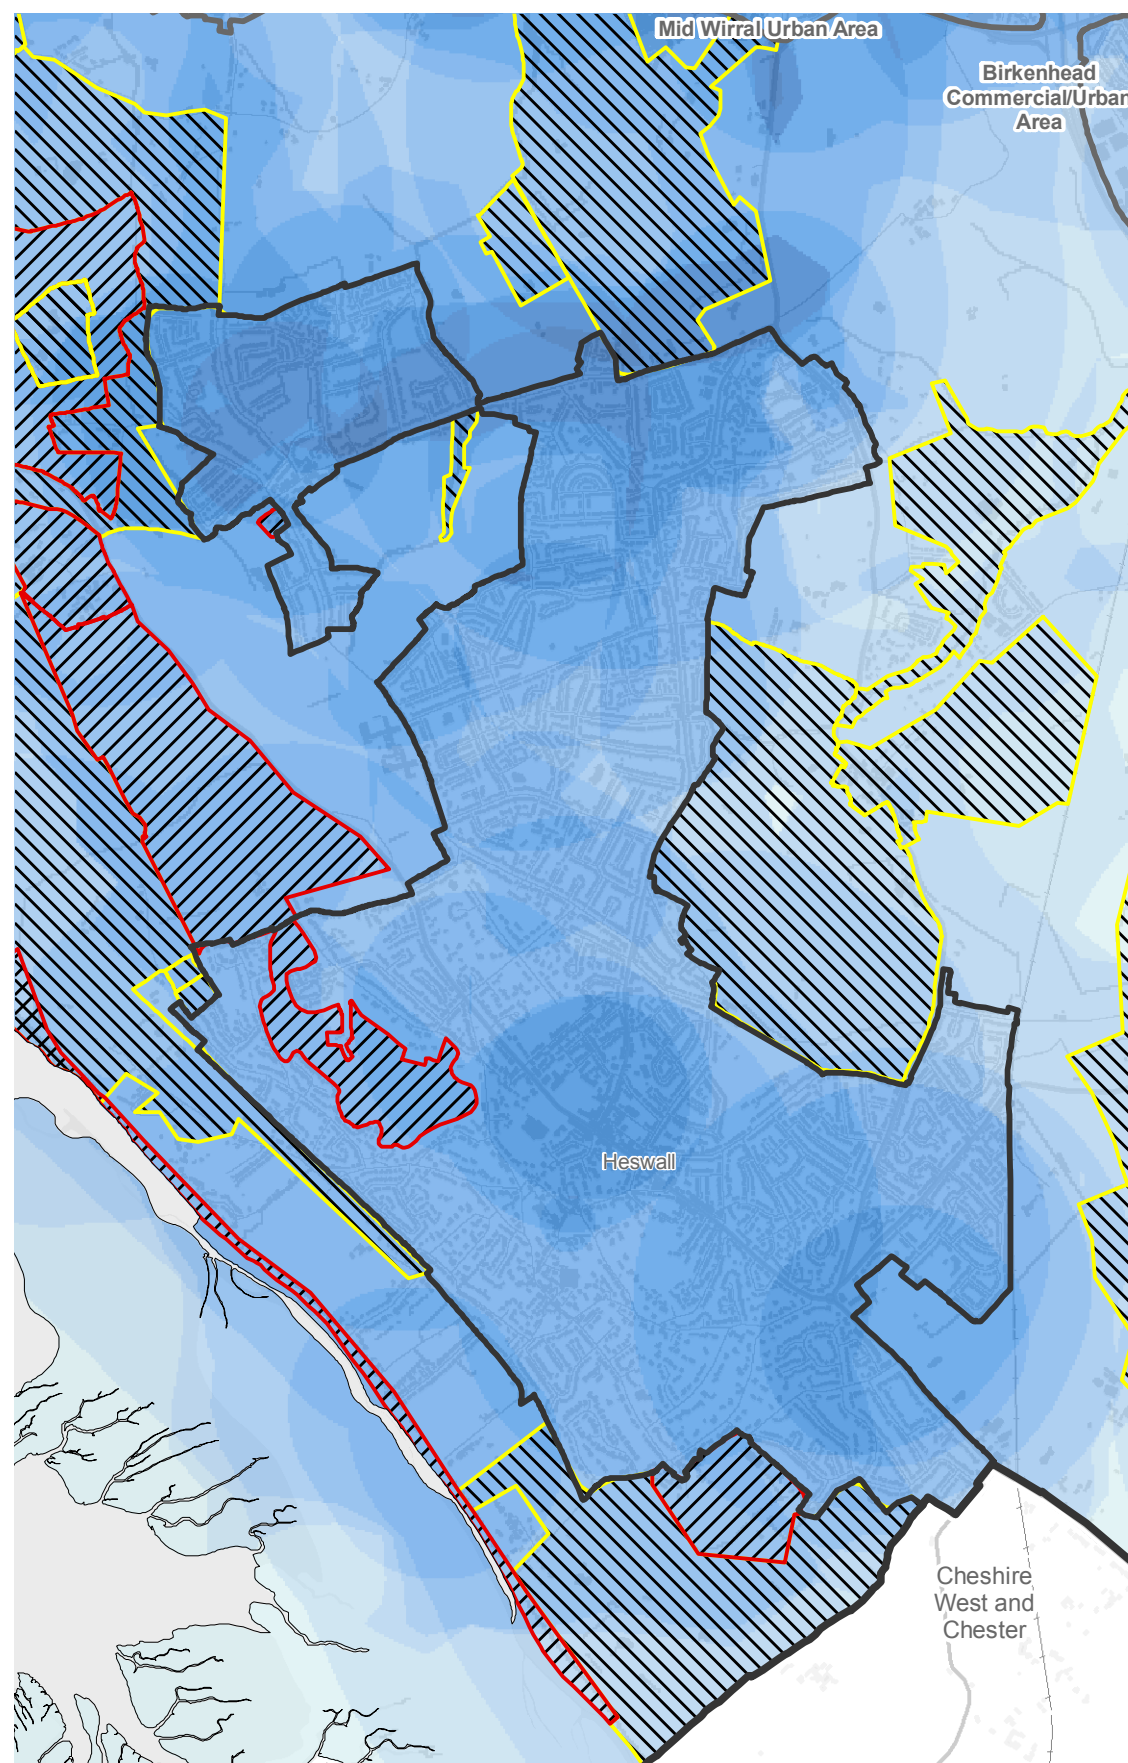 Mid Wirral Urban Area
Birkenhead
Commercial/Urban
Area
Heswall
Cheshire
West and
Chester